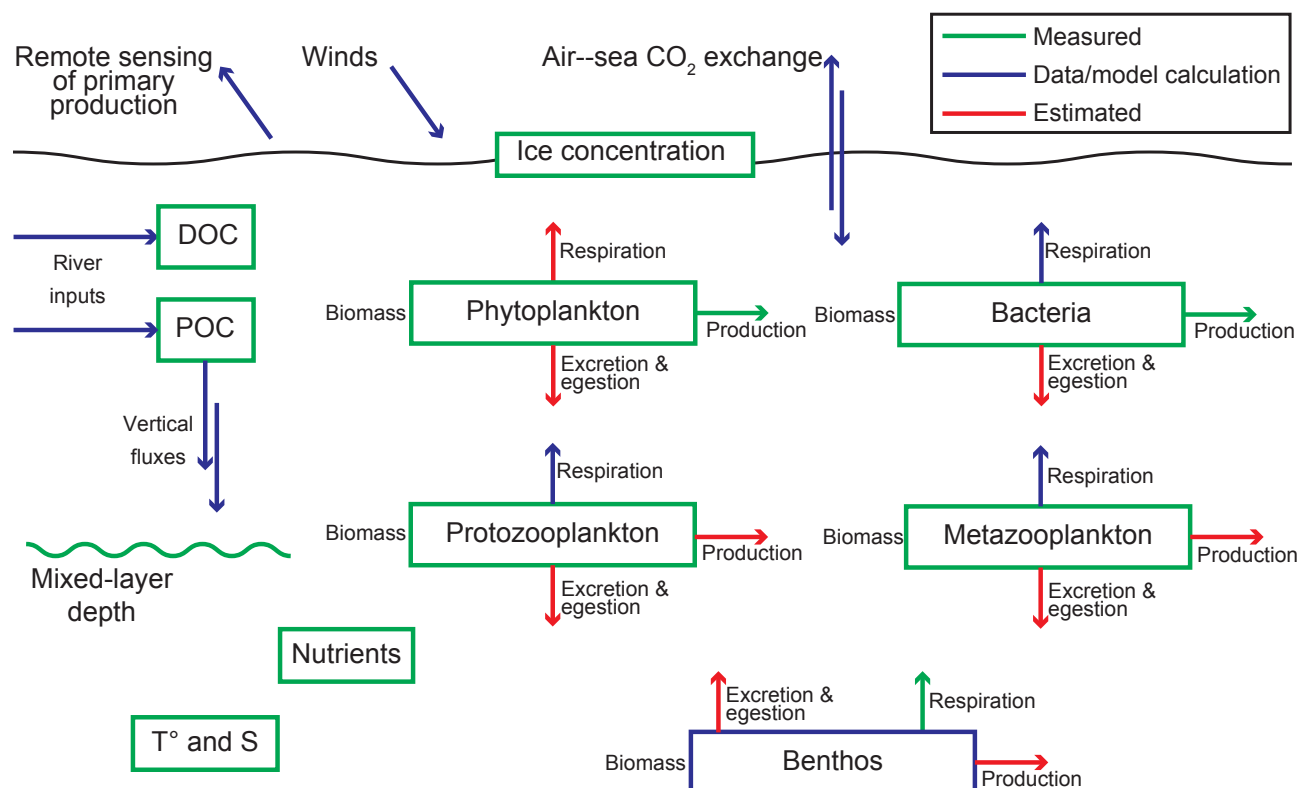 Remote sensing
of primary
production
Winds
Air--sea CO₂ exchange
Measured
Data/model calculation
Estimated
Ice concentration
DOC
River
inputs
POC
Vertical
fluxes
Mixed-layer
depth
Nutrients
T° and S
Respiration
Biomass
Phytoplankton
Production
Excretion &
egestion
Respiration
Biomass
Bacteria
Production
Excretion &
egestion
Respiration
Biomass
Protozooplankton
Production
Excretion &
egestion
Respiration
Biomass
Metazooplankton
Production
Excretion &
egestion
Excretion &
egestion
Respiration
Biomass
Benthos
Production